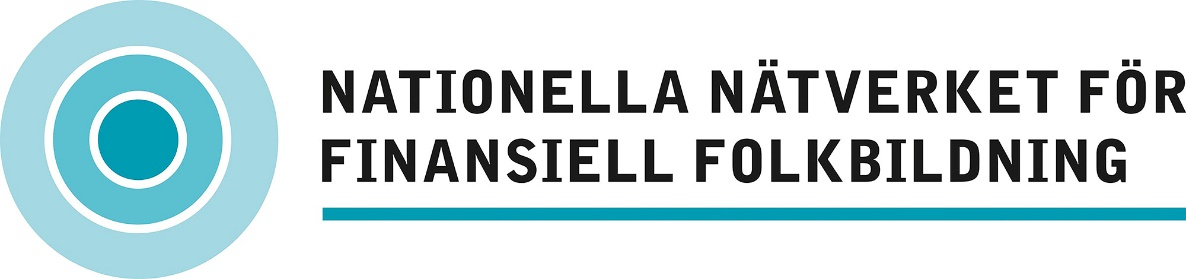 NATIONELLA NÄTVERKET FÖR
FINANSIELL FOLKBILDNING